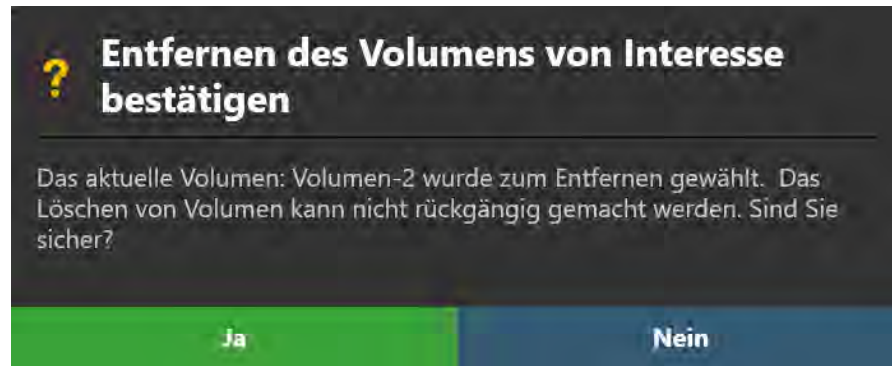 ?
Entfernen des Volumens von Interesse
bestätigen
Das aktuelle Volumen: Volumen-2 wurde zum Entfernen gewählt.  Das
Löschen von Volumen kann nicht rückgängig gemacht werden. Sind Sie
sicher?
Ja
Nein